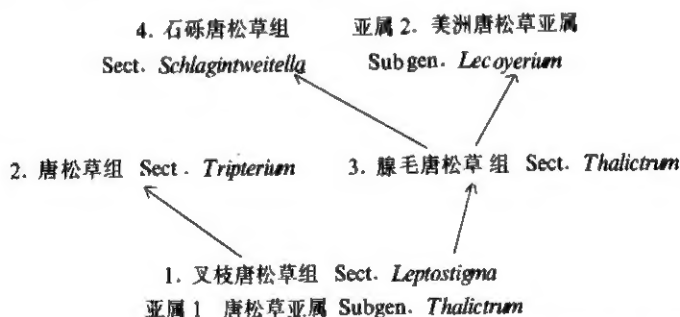 4. 石砾唐松草组 亚属 2. 美洲唐松草亚属
Sect. Schlagintweitella Subgen. Lecoyerium
2. 唐松草组 Sect. Tripterium 3. 腺毛唐松草组 Sect. Thalictrum
1. 叉枝唐松草组 Sect. Leptostigma
亚属 1 唐松草亚属 Subgen. Thalictrum